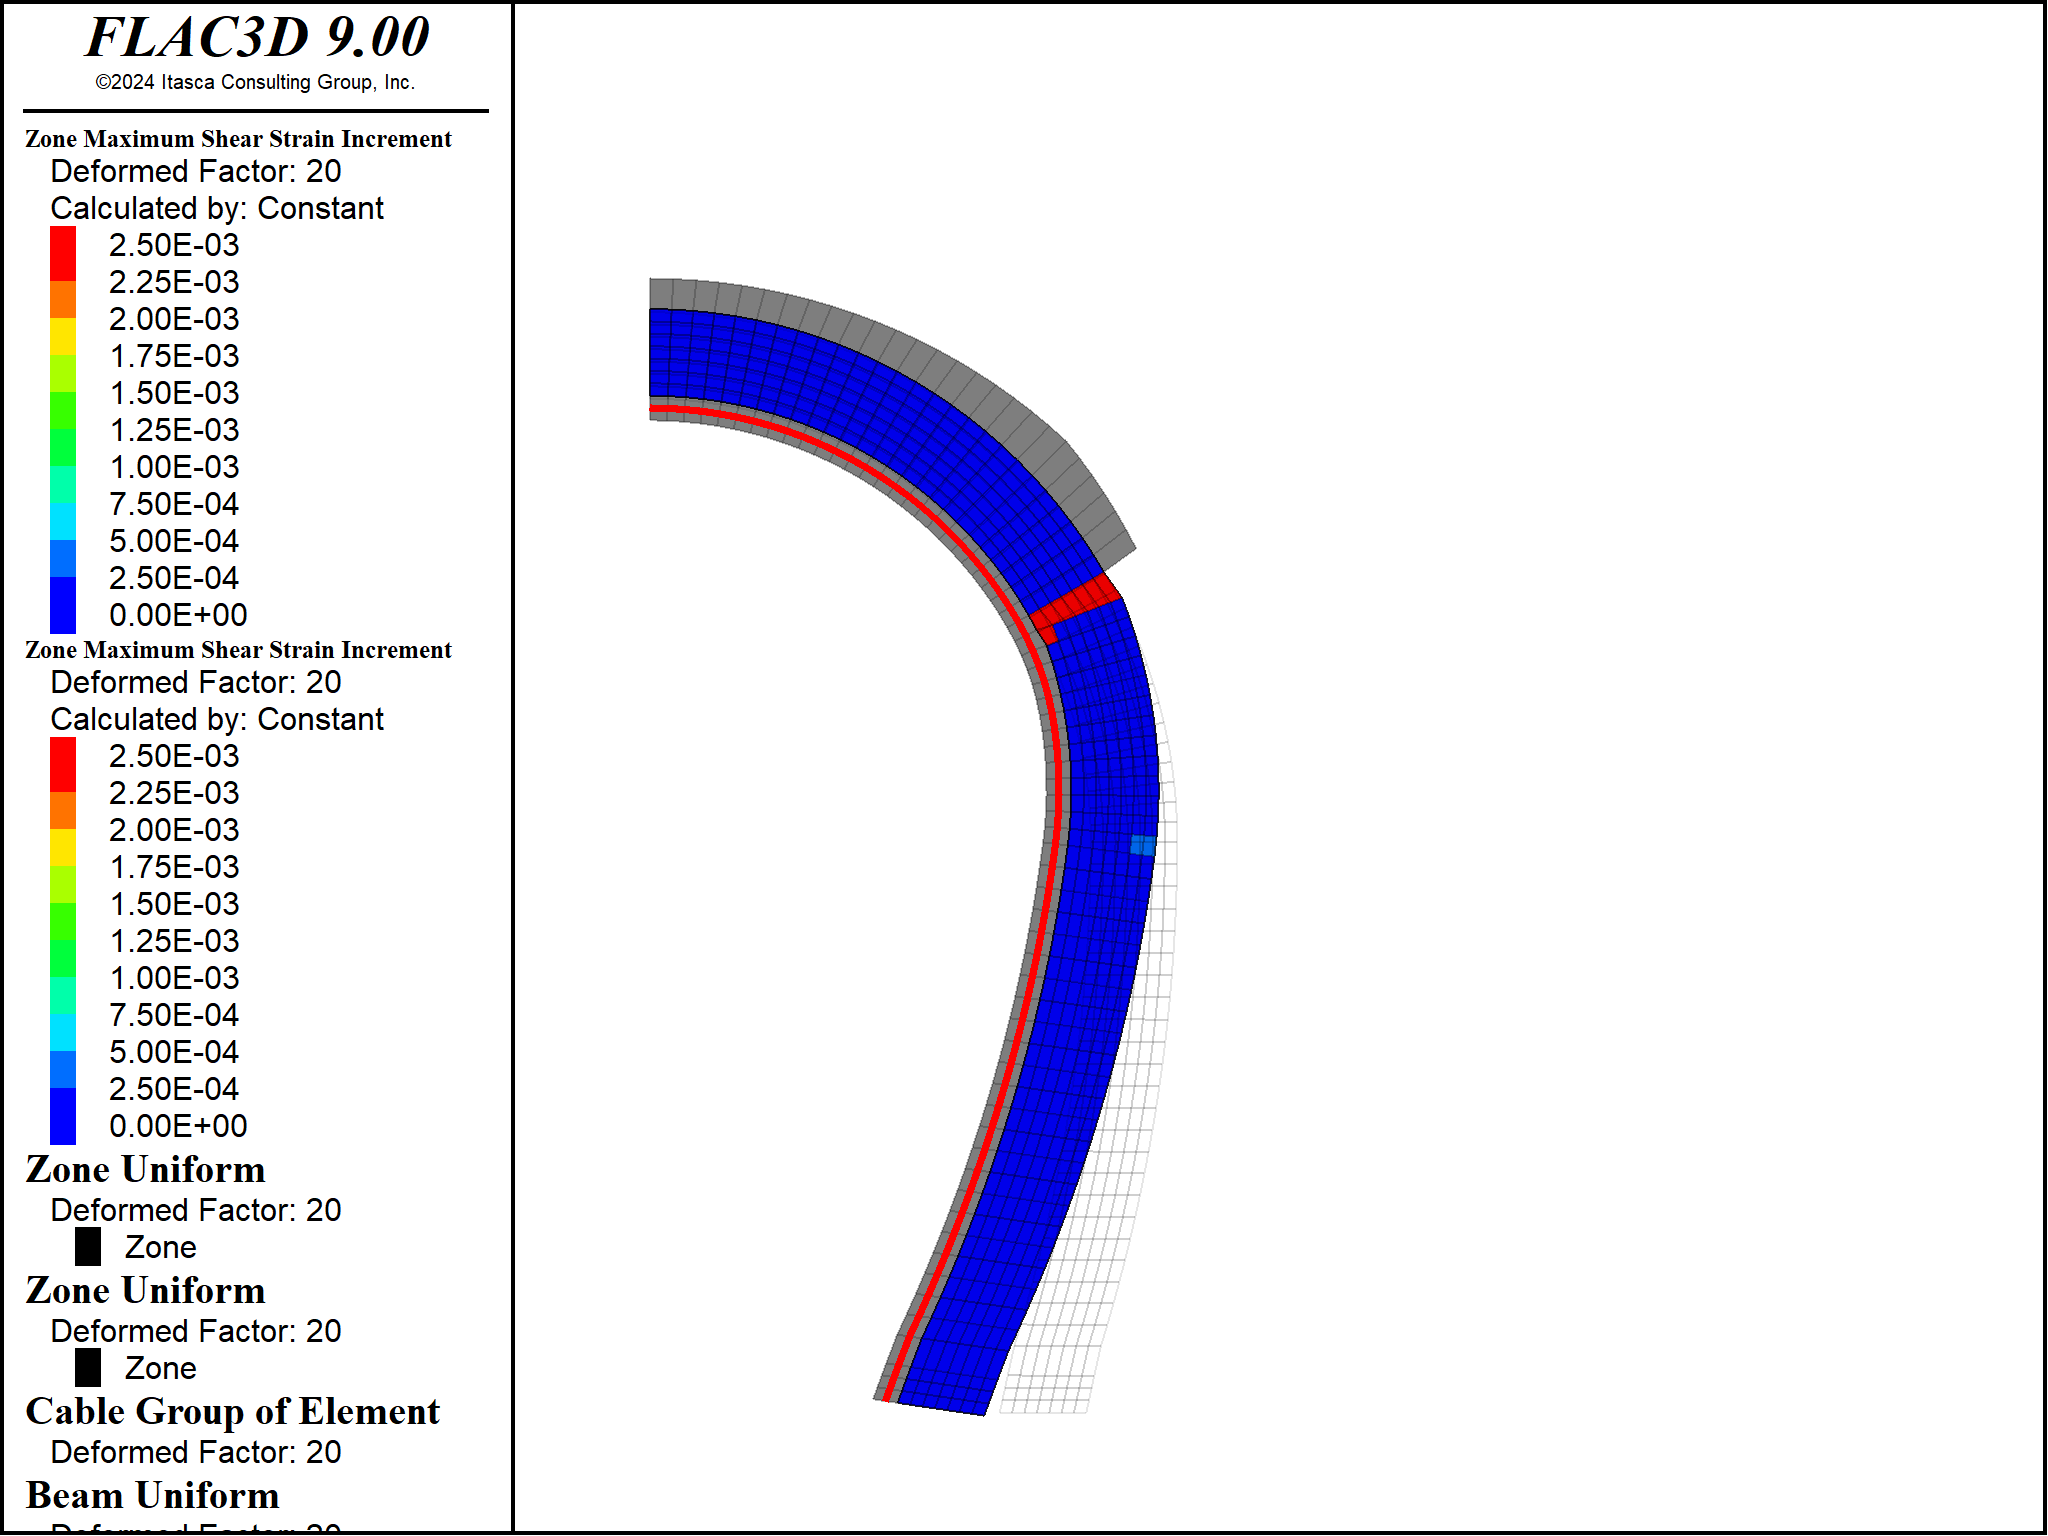 FLAC3D 9.00
©2024 Itasca Consulting Group, Inc.
Zone Maximum Shear Strain Increment
Deformed Factor: 20
Calculated by: Constant
2.50E-03
2.25E-03
2.00E-03
1.75E-03
1.50E-03
1.25E-03
1.00E-03
7.50E-04
5.00E-04
2.50E-04
0.00E+00
Zone Maximum Shear Strain Increment
Deformed Factor: 20
Calculated by: Constant
2.50E-03
2.25E-03
2.00E-03
1.75E-03
1.50E-03
1.25E-03
1.00E-03
7.50E-04
5.00E-04
2.50E-04
0.00E+00
Zone Uniform
Deformed Factor: 20
Zone
Zone Uniform
Deformed Factor: 20
Zone
Cable Group of Element
Deformed Factor: 20
Beam Uniform